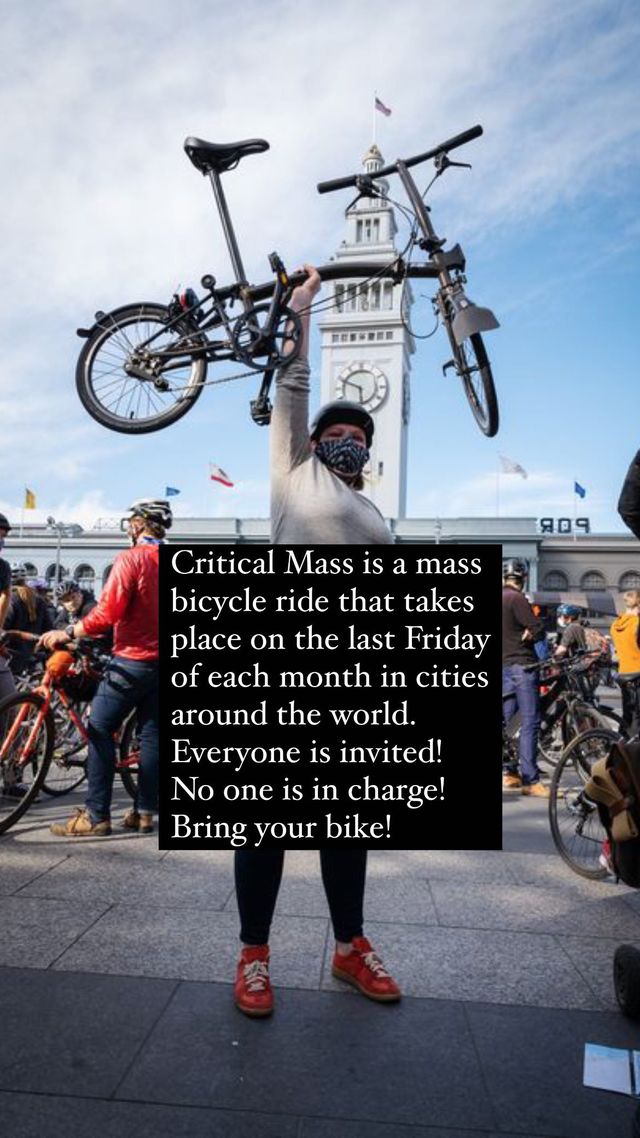 POR
Critical Mass is a mass
bicycle ride that takes
place on the last Friday
of each month in cities
around the world.
Everyone is invited!
No one is in charge!
Bring your bike!